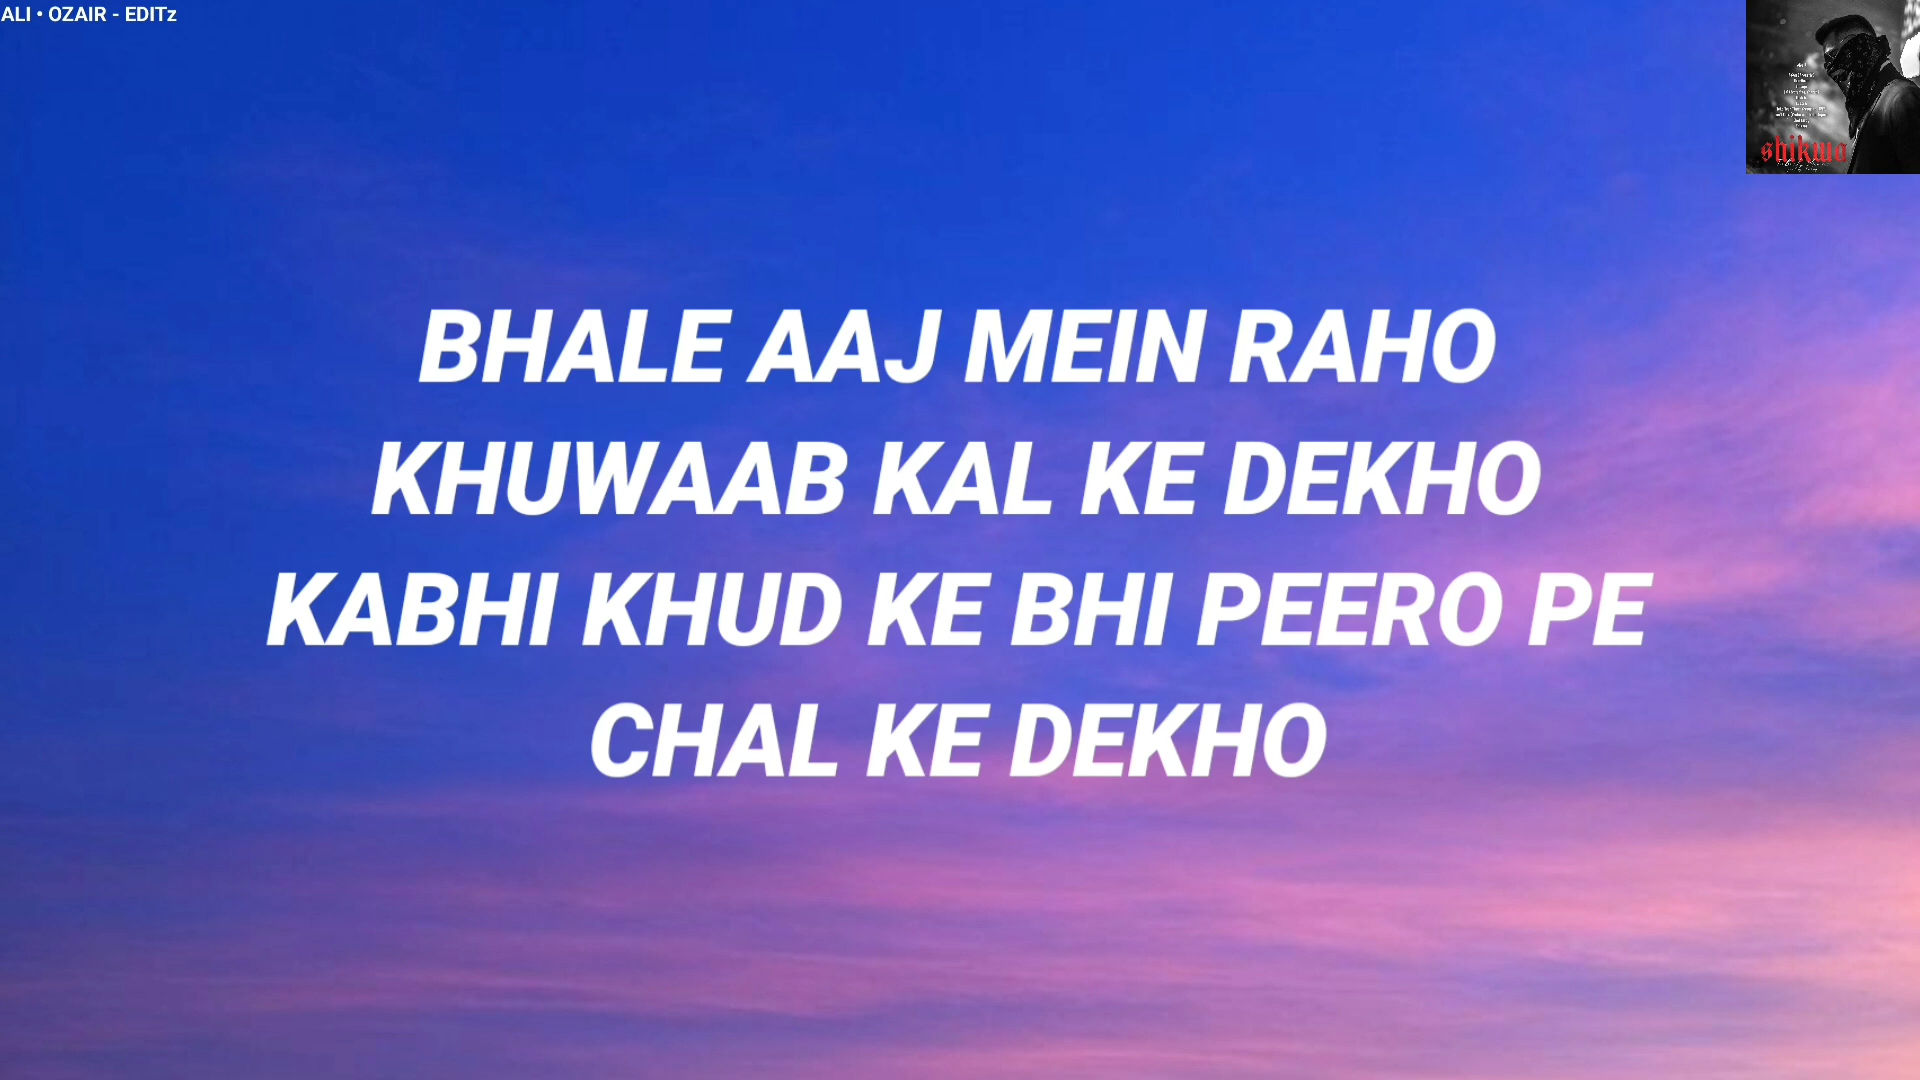 ALI • OZAIR - EDITz
shikwa
BHALE AAJ MEIN RAHO
KHUWAAB KAL KE DEKHO
KABHI KHUD KE BHI PEERO PE
CHAL KE DEKHO